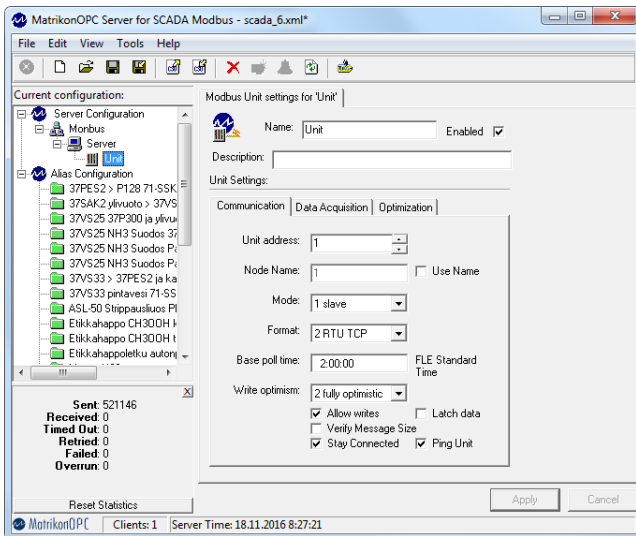 MatrikonOPC Server for SCADA Modbus - scada_6.xml*
File Edit View Tools Help
Current configuration:
Server Configuration
Monbus
Server
Unit
Alias Configuration
37PES2 > P128 71-SSK
37SAK2 ylivuoto > 37VS
37VS25 37P300 ja ylivu
37VS25 NH3 Suodos 37
37VS25 NH3 Suodos Pa
37VS25 NH3 Suodos Pa
37VS33 > 37PES2 ja ka
37VS33 pintavesi 71-SS
ASL-50 Strippausliuos P
Etikkahappo CH3OOH k
Etikkahappo CH3OOH t
Etikkahappoletku autonp
Sent: 521146
Received: 0
Timed Out: 0
Retried: 0
Failed: 0
Overrun: 0
Reset Statistics
Modbus Unit settings for 'Unit'
Name: Unit
Enabled
Description:
Unit Settings:
Communication Data Acquisition Optimization
Unit address: 1
Node Name: 1 Use Name
Mode: 1 slave
Format: 2 RTU TCP
Base poll time: 2:00:00 FLE Standard
Time
Write optimism: 2 fully optimistic
Allow writes Latch data
Verify Message Size
Stay Connected Ping Unit
Apply Cancel
MatrikonOPC Clients: 1 Server Time: 18.11.2016 8:27:21